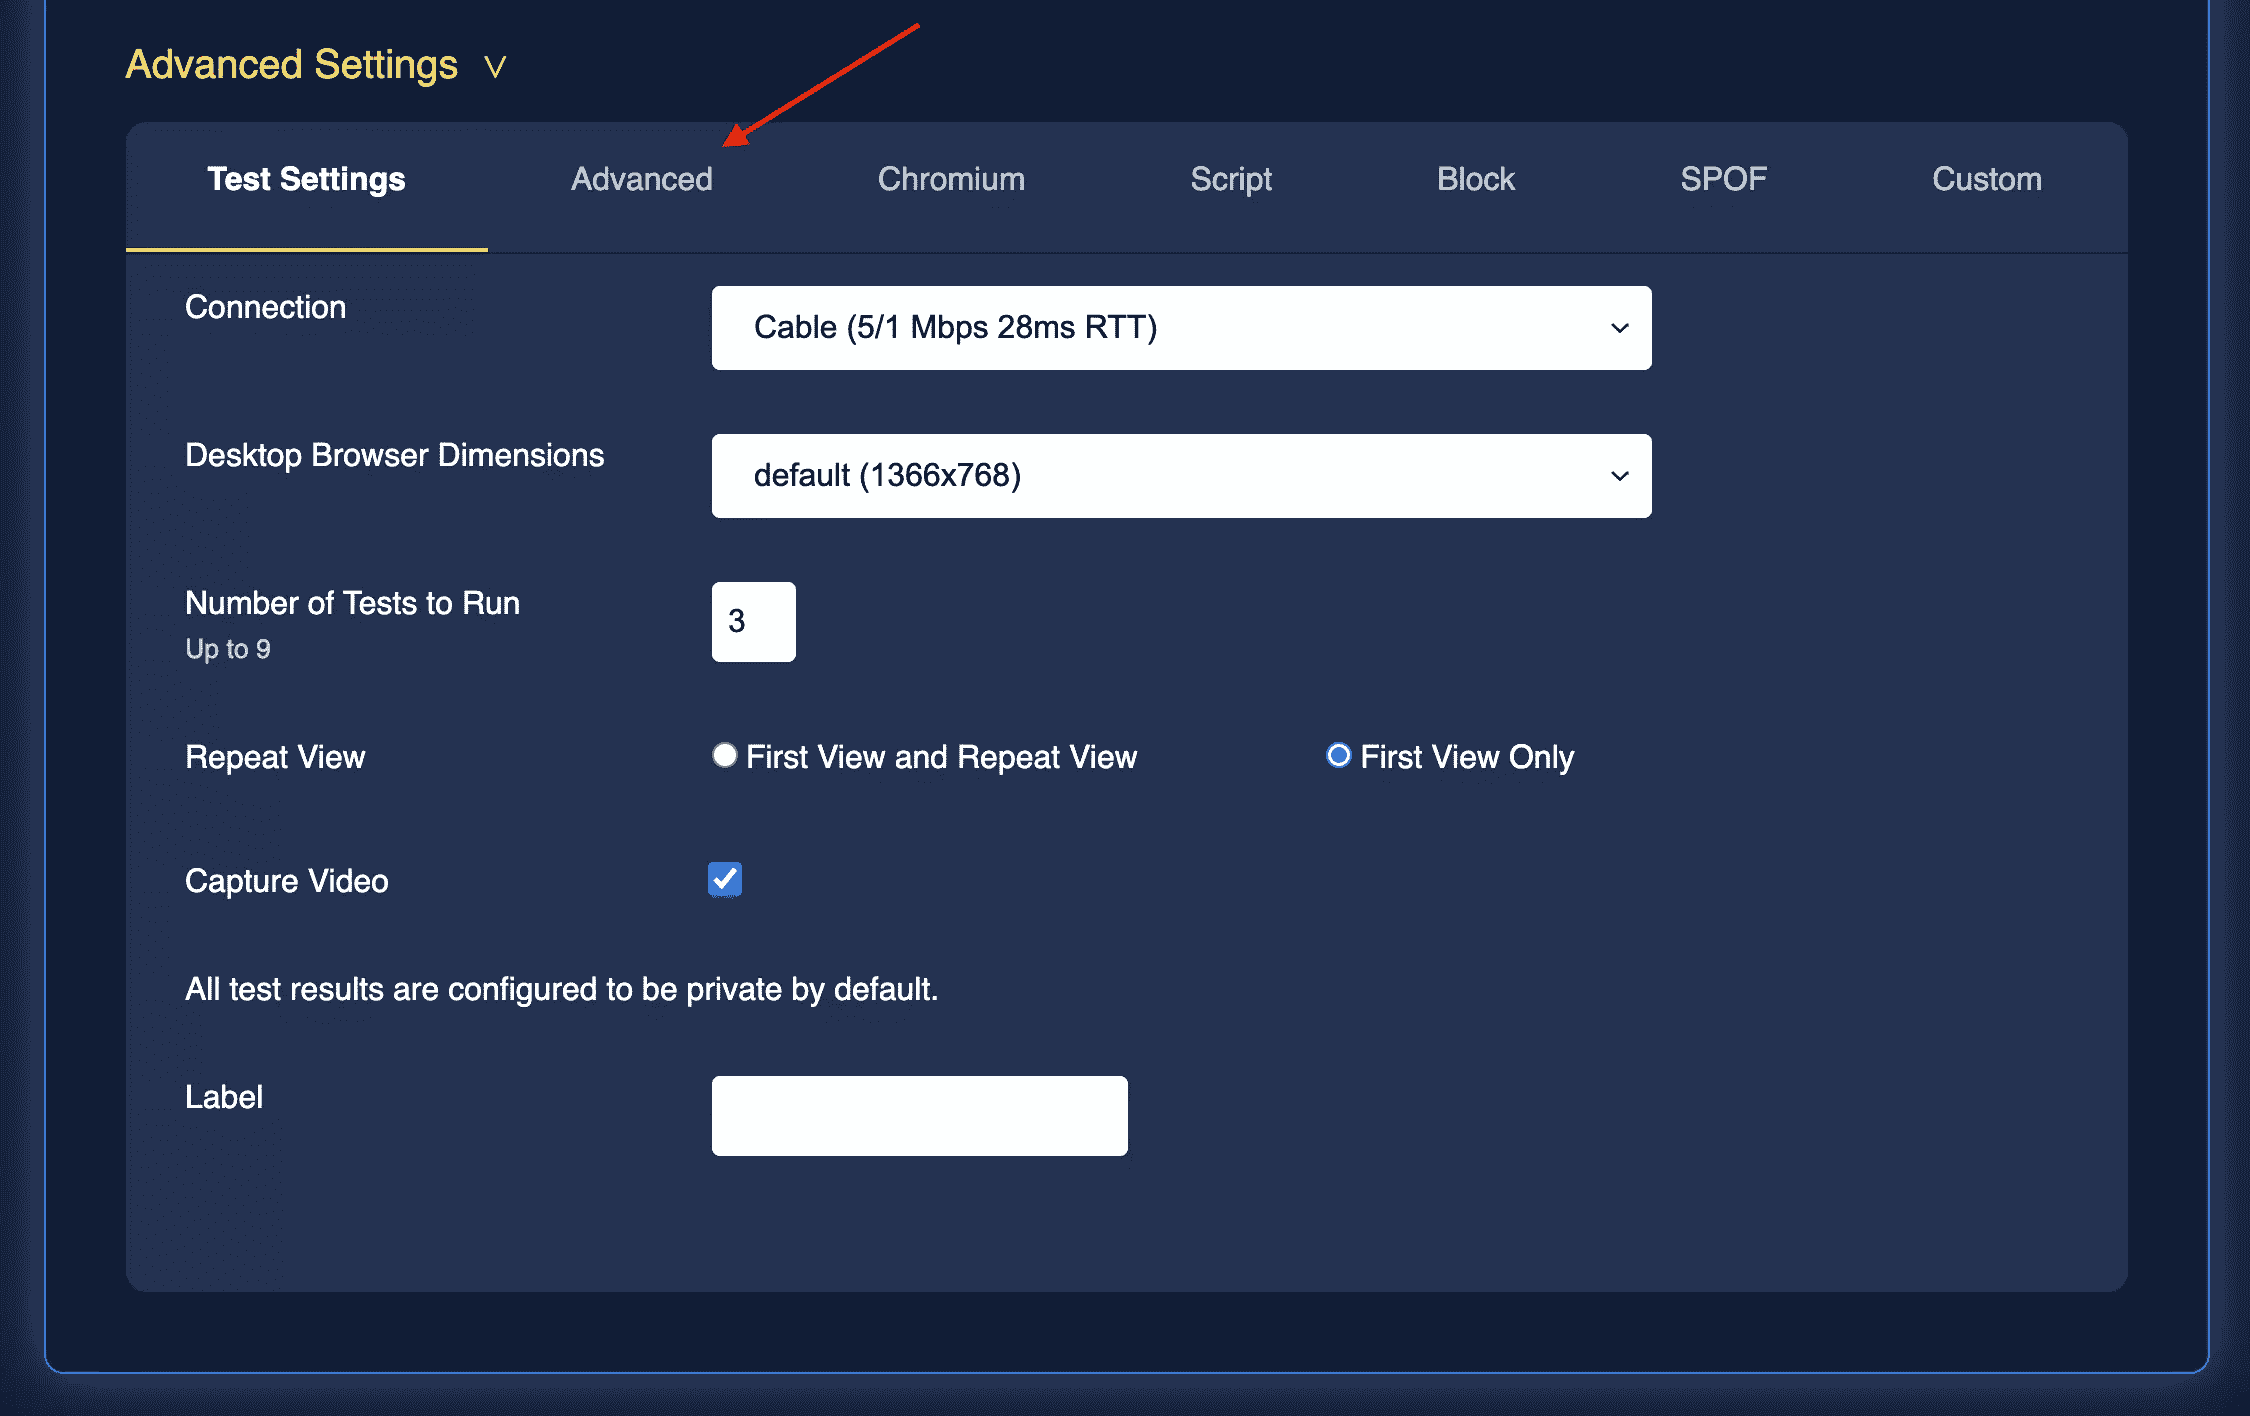 Advanced Settings V
Test Settings Advanced Chromium Script Block SPOF Custom
Connection Cable (5/1 Mbps 28ms RTT)
Desktop Browser Dimensions default (1366x768)
Number of Tests to Run 3
Up to 9
Repeat View First View and Repeat View First View Only
Capture Video
All test results are configured to be private by default.
Label